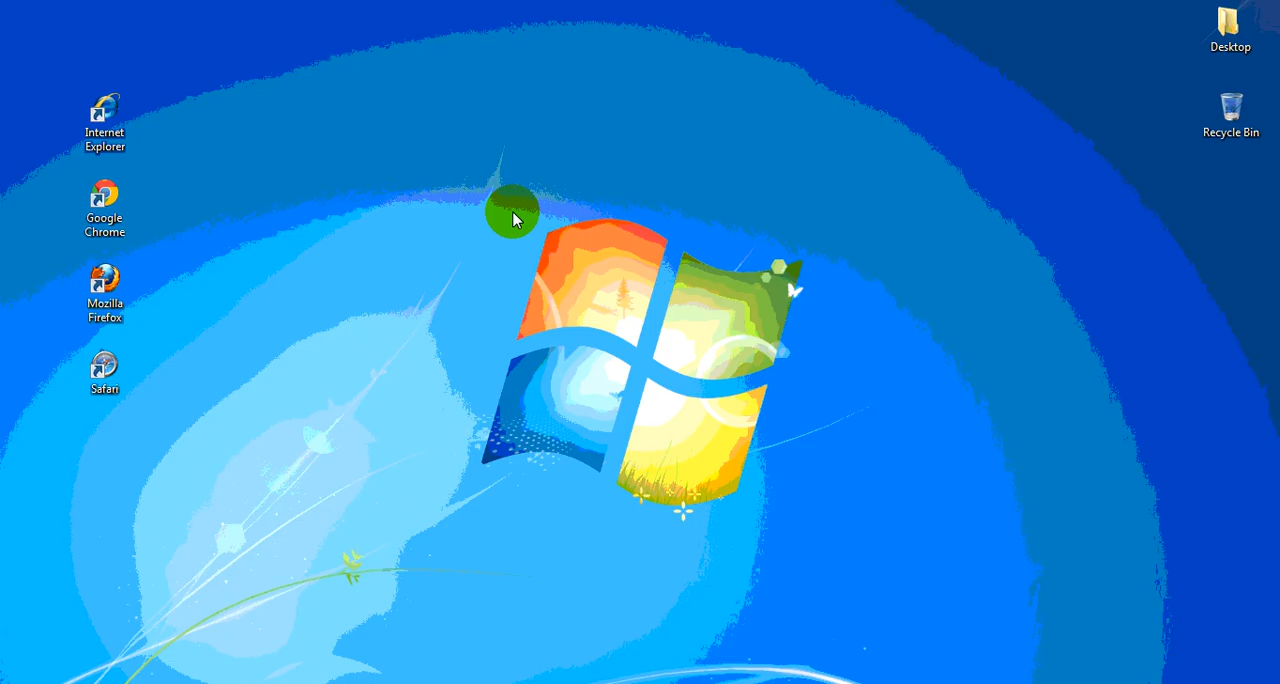 Desktop
Internet
Explorer
Recycle Bin
Google
Chrome
Mozilla
Firefox
Safari